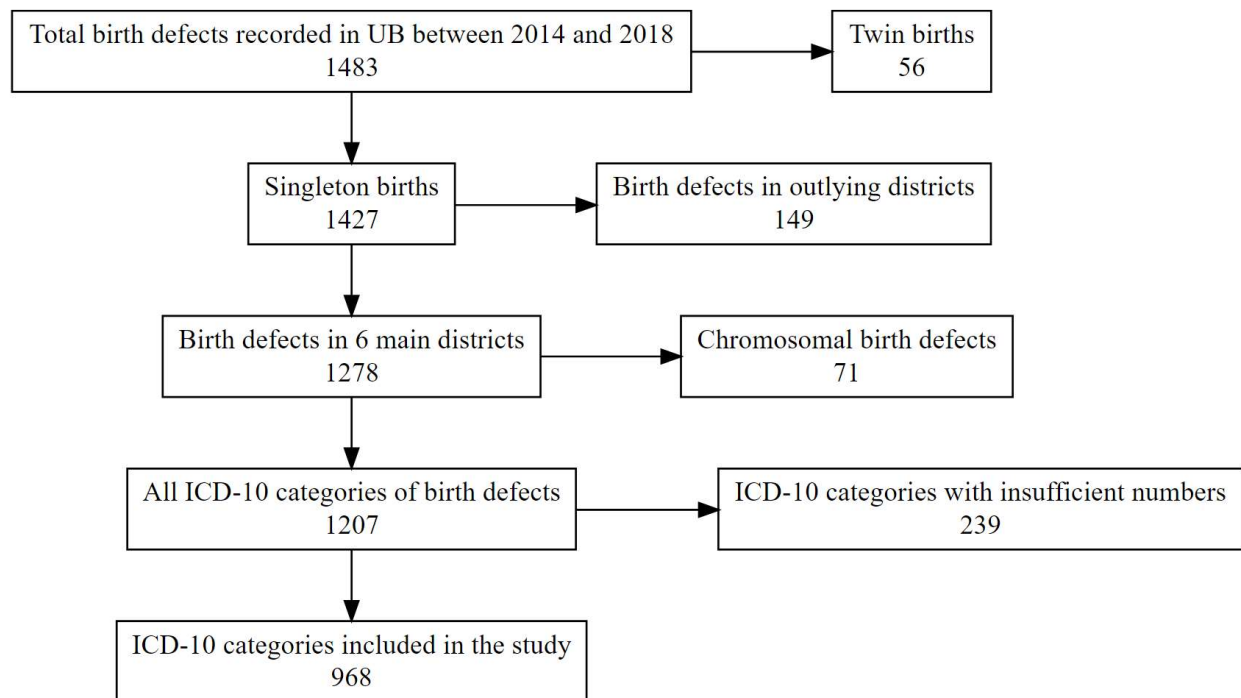 Total birth defects recorded in UB between 2014 and 2018
1483
Twin births
56
Singleton births
1427
Birth defects in outlying districts
149
Birth defects in 6 main districts
1278
Chromosomal birth defects
71
All ICD-10 categories of birth defects
1207
ICD-10 categories with insufficient numbers
239
ICD-10 categories included in the study
968